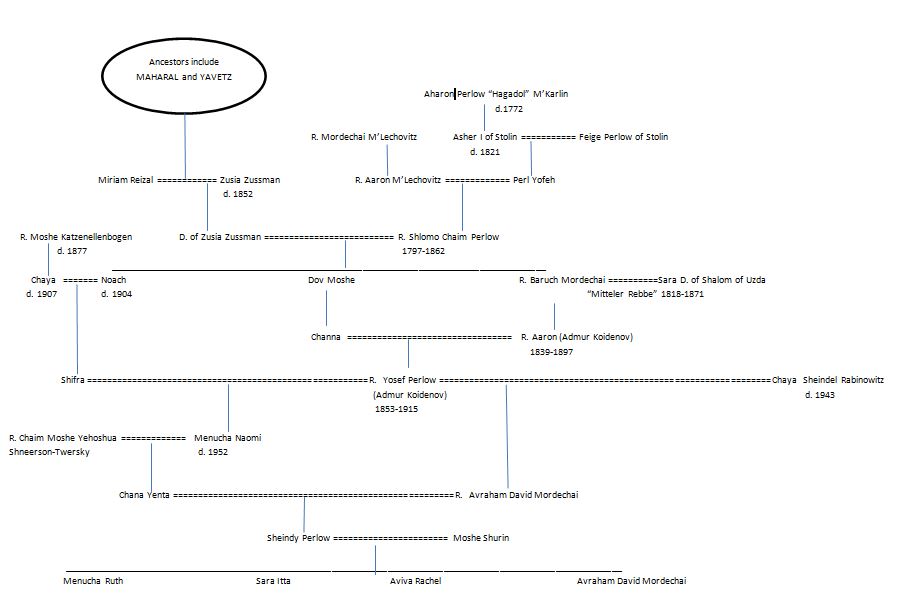 Ancestors include
MAHARAL and YAVETZ
Aharon Perlow "Hagadol" M'Karlin
d.1772
R. Mordechai M'Lechovitz
Asher I of Stolin =========== Feige Perlow of Stolin
d. 1821
Miriam Reizal ============ Zusia Zussman
d. 1852
R. Aaron M'Lechovitz ============= Perl Yofeh
R. Moshe Katzenellenbogen
d. 1877
D. of Zusia Zussman ========================== R. Shlomo Chaim Perlow
1797-1862
Chaya ======= Noach
d. 1907
d. 1904
Dov Moshe
R. Baruch Mordechai ==========Sara D. of Shalom of Uzda
"Mitteler Rebbe" 1818-1871
Channa ================================= R. Aaron (Admur Koidenov)
1839-1897
Shifra ========================================================R. Yosef Perlow ==================================================================Chaya Sheindel Rabinowitz
(Admur Koidenov)
d. 1943
1853-1915
R. Chaim Moshe Yehoshua ============= Menucha Naomi
Shneerson-Twersky
d. 1952
Chana Yenta ========================================================R. Avraham David Mordechai
Sheindy Perlow ======================= Moshe Shurin
Menucha Ruth
Sara Itta
Aviva Rachel
Avraham David Mordechai